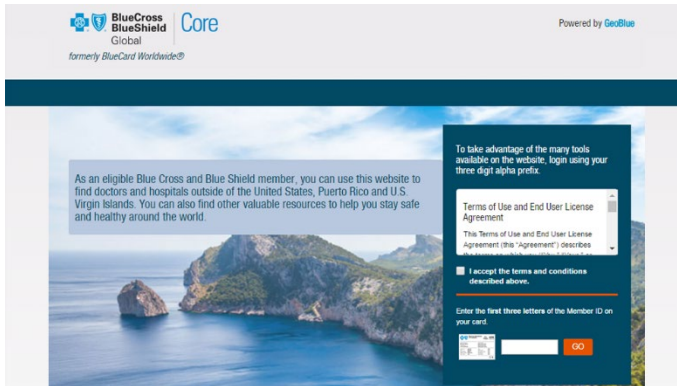 BlueCross
BlueShield
Global
Core
formerly BlueCard Worldwide®
Powered by GeoBlue
As an eligible Blue Cross and Blue Shield member, you can use this website to
find doctors and hospitals outside of the United States, Puerto Rico and U.S.
Virgin Islands. You can also find other valuable resources to help you stay safe
and healthy around the world.
To take advantage of the many tools
available on the website, login using your
three digit alpha prefix.
Terms of Use and End User License
Agreement
This Terms of Use and End User License
Agreement (this "Agreement") describes
I accept the terms and conditions
described above.
Enter the first three letters of the Member ID on
your card.
GO